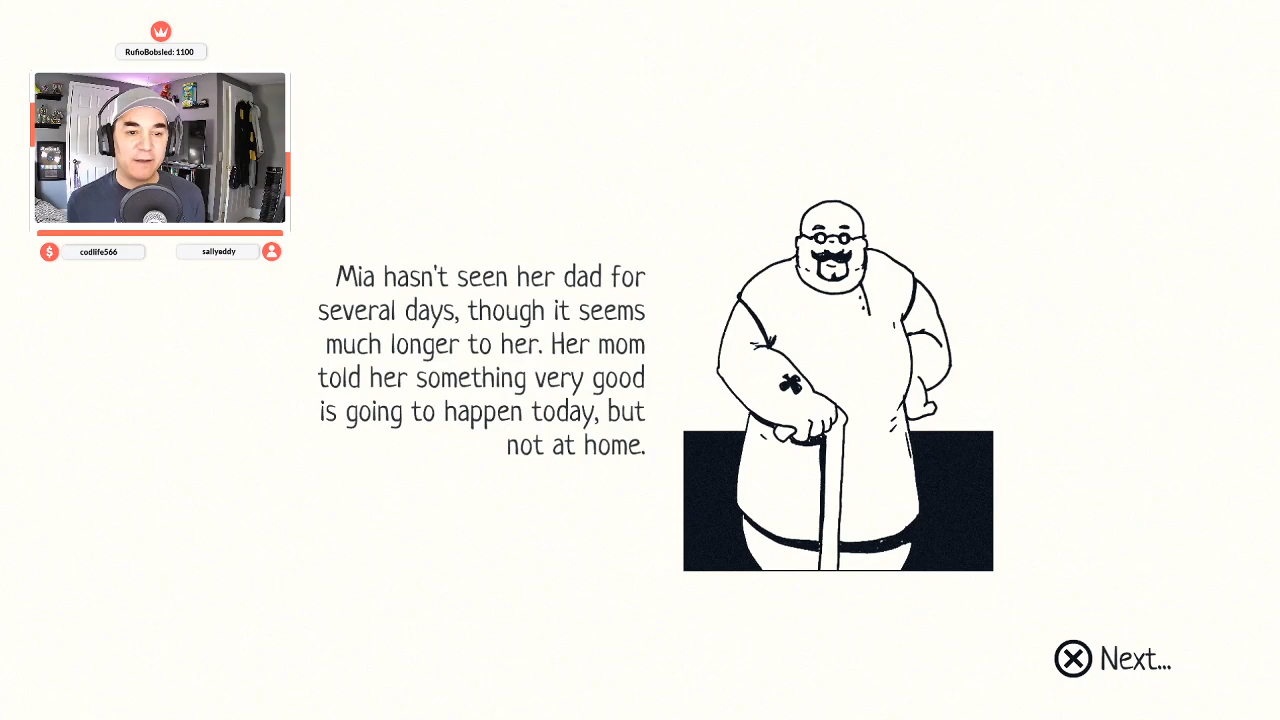 RufioBobsled: 1100
codlife566
sallyeddy
Mia hasn't seen her dad for
several days, though it seems
much longer to her. Her mom
told her something very good
is going to happen today, but
not at home.
Next...